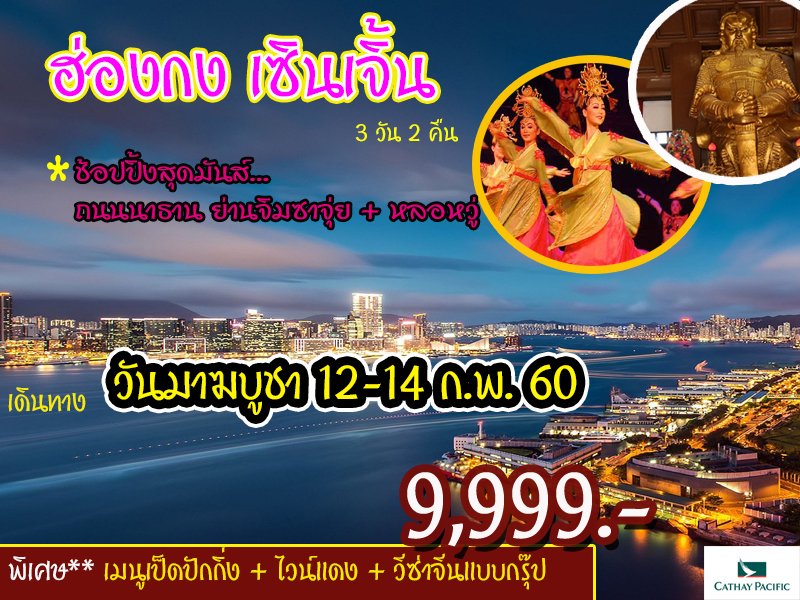 ฮ่องกง เซินเจิ้น
3 วัน 2 คืน
* ช้อปปิ้งสุดมันส์...
ถนนนาธาน ย่านจิมซาจุ่ย + หลอหวู่
เดินทาง วันมาฆบูชา 12-14 ก.พ. 60
9,999.-
พิเศษ** เมนูเป็ดปักกิ่ง + ไวน์แดง + วีซ่าจีนแบบกรุ๊ป
CATHAY PACIFIC